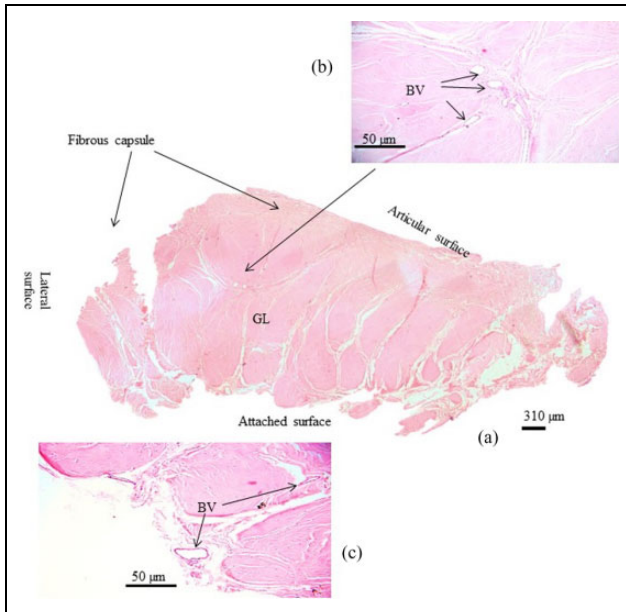 (b)
BV
50 μm
Fibrous capsule
Articular surface
Lateral
surface
GL
Attached surface
310 μm
(a)
BV
50 μm
(c)